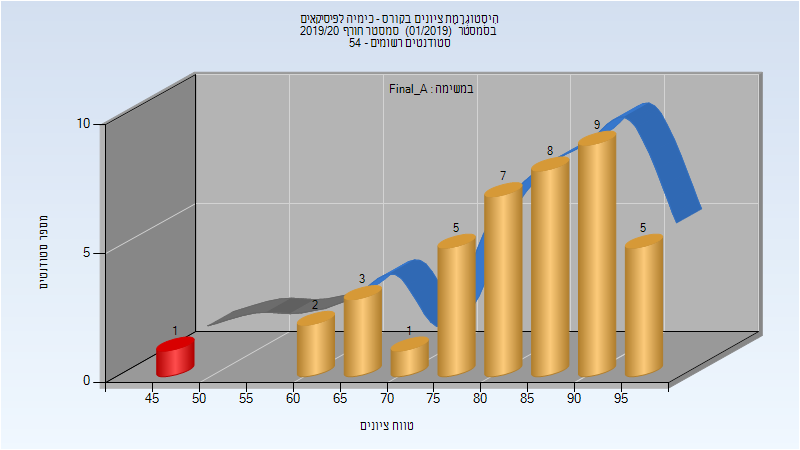 היסטוגרמת ציונים בקורס - כימיה לפיסיקאים
בסמסטר (01/2019) סמסטר חורף 2019/20
סטודנטים רשומים - 54
במשימה : Final_A
מספר סטודנטים
10
5
0
1
2
3
1
5
7
8
9
5
45 50 55 60 65 70 75 80 85 90 95
טווח ציונים